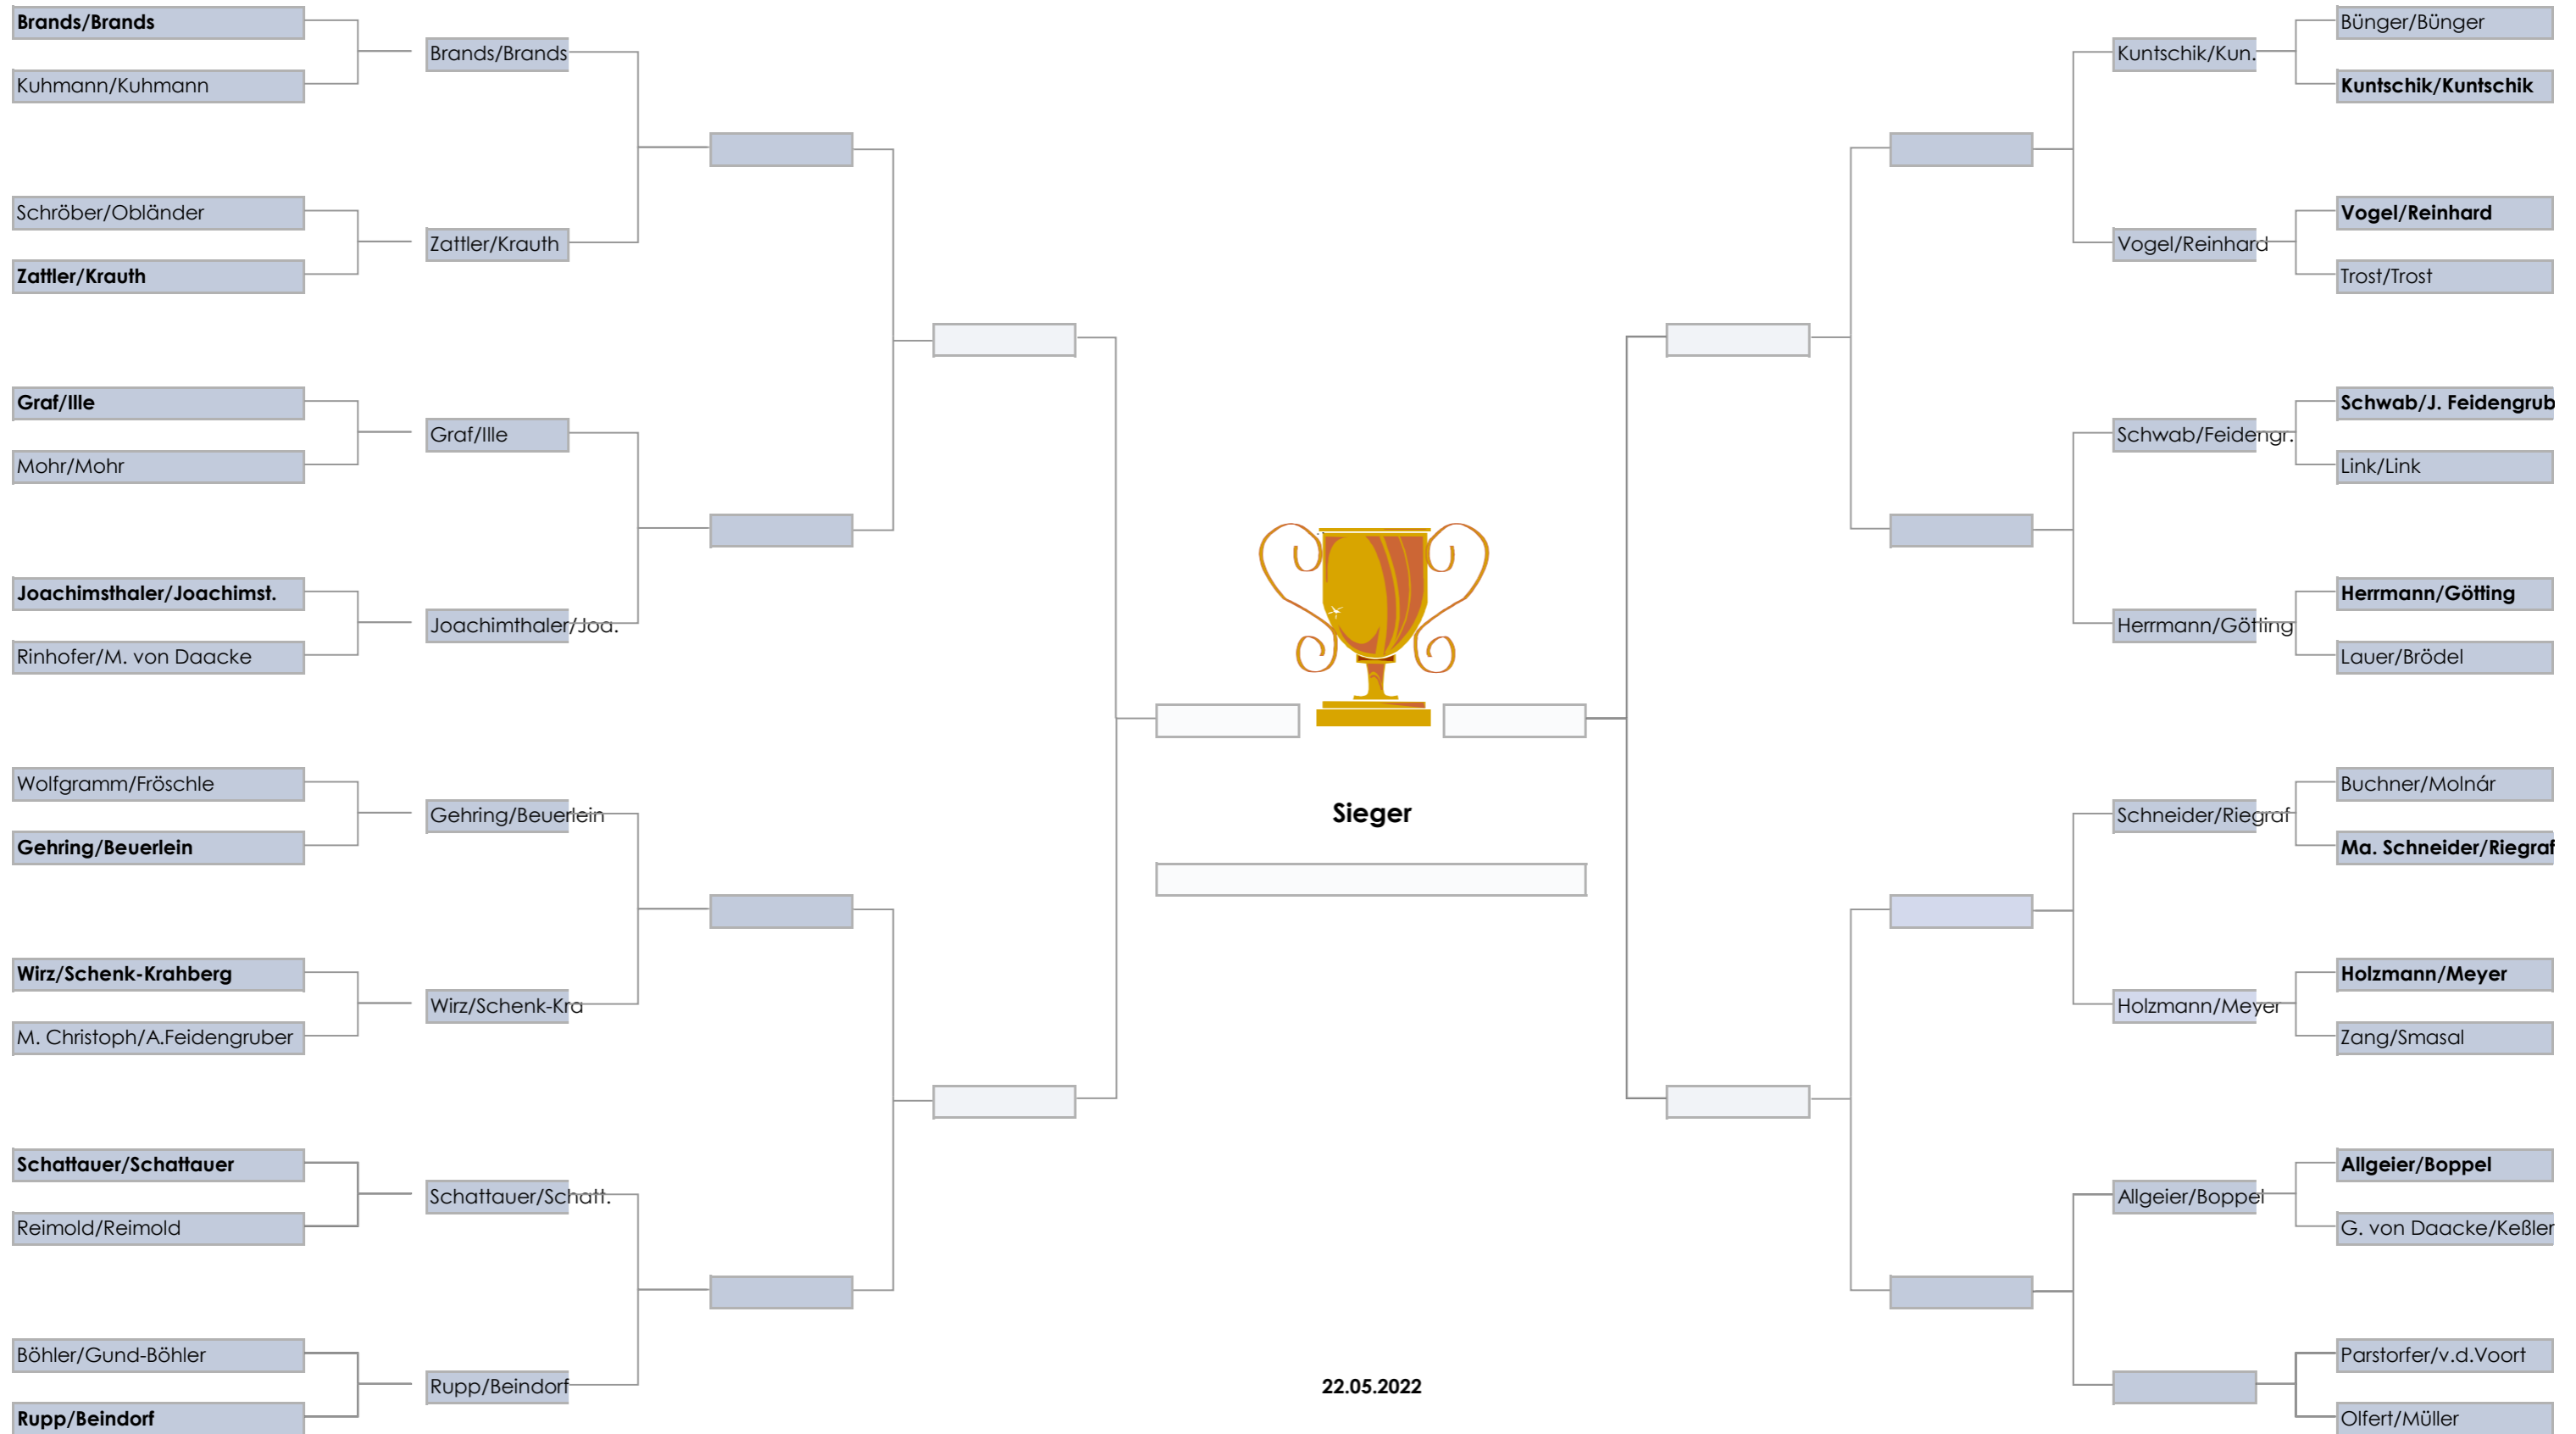 Brands/Brands
Kuhmann/Kuhmann
Schröber/Obländer
Zattler/Krauth
Graf/Ille
Mohr/Mohr
Joachimsthaler/Joachimst.
Rinhofer/M. von Daacke
Wolfgramm/Fröschle
Gehring/Beuerlein
Wirz/Schenk-Krahberg
M. Christoph/A.Feidengruber
Schattauer/Schattauer
Reimold/Reimold
Böhler/Gund-Böhler
Rupp/Beindorf
Brands/Brands
Zattler/Krauth
Graf/Ille
Joachimthaler/Joa.
Gehring/Beuerlein
Wirz/Schenk-Kra
Schattauer/Schatt.
Rupp/Beindorf
Sieger
22.05.2022
Kuntschik/Kun.
Vogel/Reinhard
Schwab/Feidengr.
Herrmann/Götting
Schneider/Riegraf
Holzmann/Meyer
Allgeier/Boppel
Bünger/Bünger
Kuntschik/Kuntschik
Vogel/Reinhard
Trost/Trost
Schwab/J. Feidengrub
Link/Link
Herrmann/Götting
Lauer/Brödel
Buchner/Molnár
Ma. Schneider/Riegraf
Holzmann/Meyer
Zang/Smasal
Allgeier/Boppel
G. von Daacke/Keßler
Parstorfer/v.d.Voort
Olfert/Müller